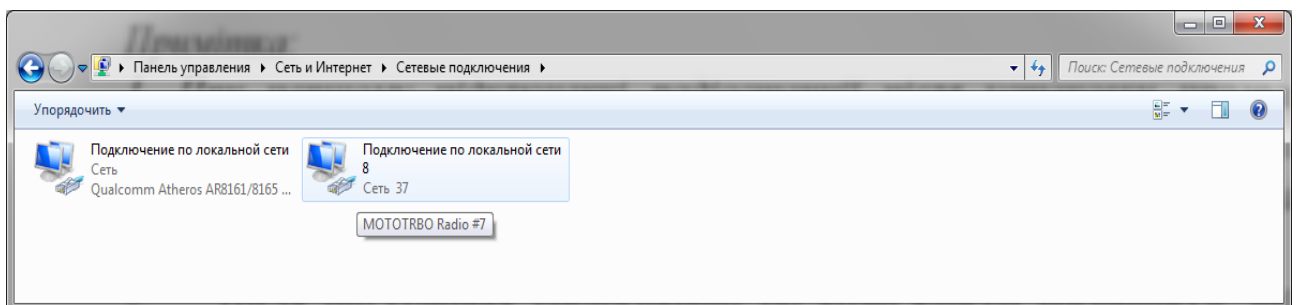 Примітка:
Панель управления ▸ Сеть и Интернет ▸ Сетевые подключения ▸
Поиск: Сетевые подключения
Упорядочить ▾
Подключение по локальной сети
Сеть
Qualcomm Atheros AR8161/8165 ...
Подключение по локальной сети
8
Сеть 37
MOTOTRBO Radio #7